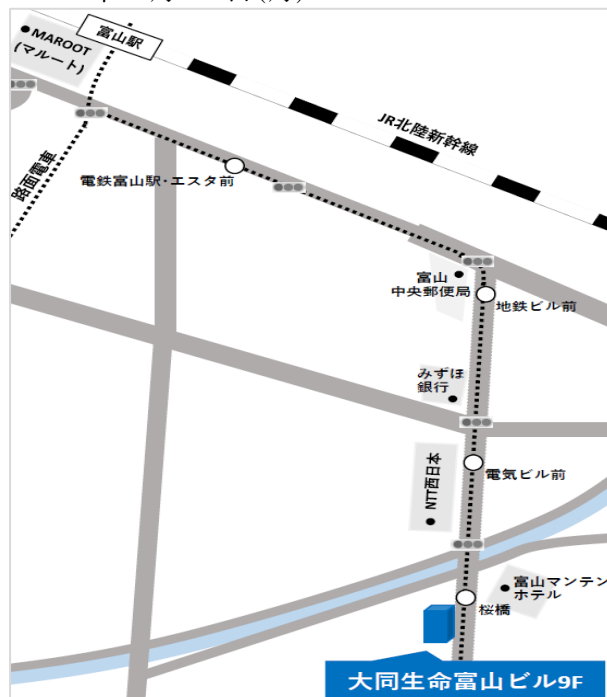 富山駅
MAROOT
(マルート)
JR北陸新幹線
路面電車
電鉄富山駅・エスタ前
富山
中央郵便局
地鉄ビル前
みずほ
銀行
NTT西日本
電気ビル前
富山マンテン
ホテル
桜橋
大同生命富山ビル9F